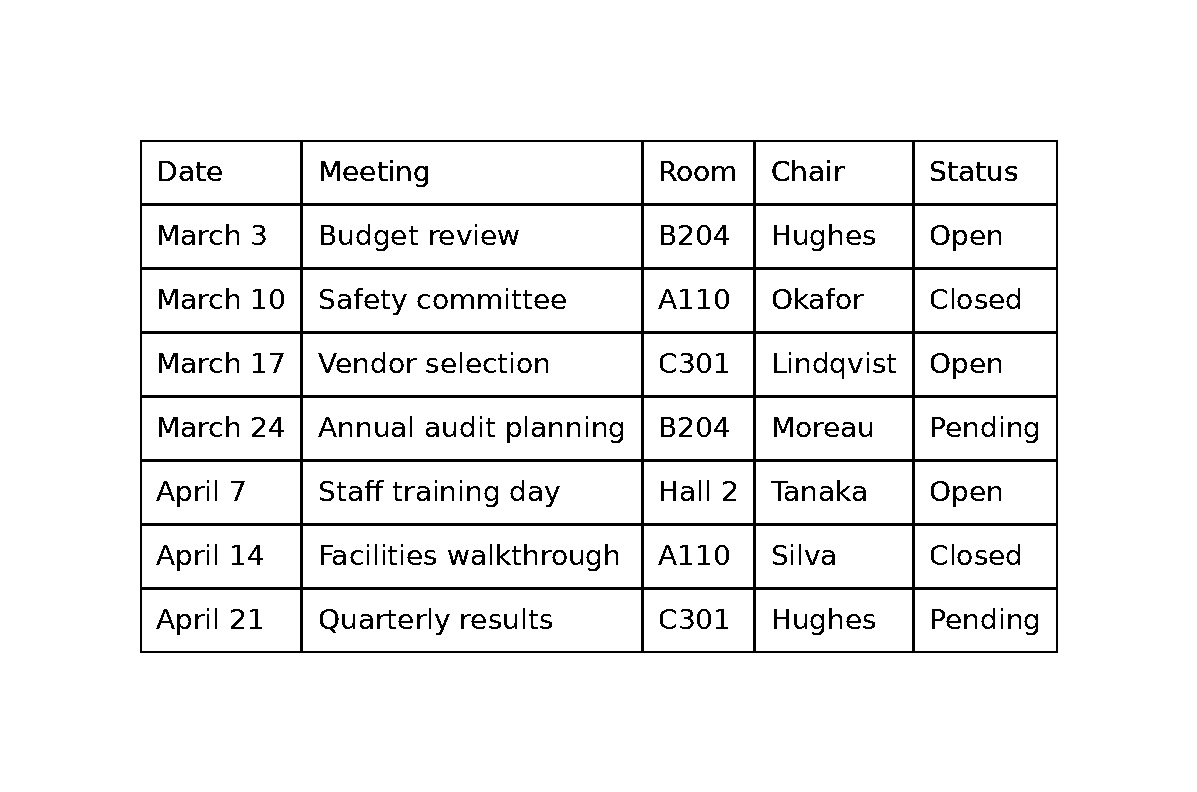 Date Meeting Room Chair Status
March 3 Budget review B204 Hughes Open
March 10 Safety committee A110 Okafor Closed
March 17 Vendor selection C301 Lindqvist Open
March 24 Annual audit planning B204 Moreau Pending
April 7 Staff training day Hall 2 Tanaka Open
April 14 Facilities walkthrough A110 Silva Closed
April 21 Quarterly results C301 Hughes Pending